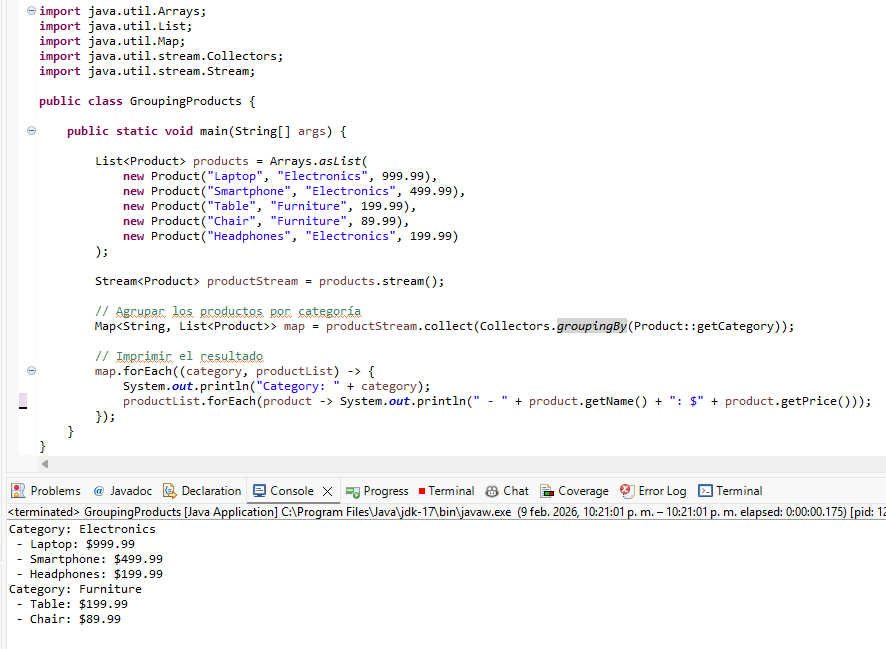 import java.util.Arrays;
import java.util.List;
import java.util.Map;
import java.util.stream.Collectors;
import java.util.stream.Stream;

public class GroupingProducts {

    public static void main(String[] args) {

        List<Product> products = Arrays.asList(
            new Product("Laptop", "Electronics", 999.99),
            new Product("Smartphone", "Electronics", 499.99),
            new Product("Table", "Furniture", 199.99),
            new Product("Chair", "Furniture", 89.99),
            new Product("Headphones", "Electronics", 199.99)
        );

        Stream<Product> productStream = products.stream();

        // Agrupar los productos por categoría
        Map<String, List<Product>> map = productStream.collect(Collectors.groupingBy(Product::getCategory));

        // Imprimir el resultado
        map.forEach((category, productList) -> {
            System.out.println("Category: " + category);
            productList.forEach(product -> System.out.println(" - " + product.getName() + ": $" + product.getPrice()));
        });
    }
}
Problems @ Javadoc Declaration Console Progress Terminal Chat Coverage Error Log Terminal
<terminated> GroupingProducts [Java Application] C:\Program Files\Java\jdk-17\bin\javaw.exe (9 feb. 2026, 10:21:01 p. m. – 10:21:01 p. m. elapsed: 0:00:00.175) [pid: 12
Category: Electronics
 - Laptop: $999.99
 - Smartphone: $499.99
 - Headphones: $199.99
Category: Furniture
 - Table: $199.99
 - Chair: $89.99